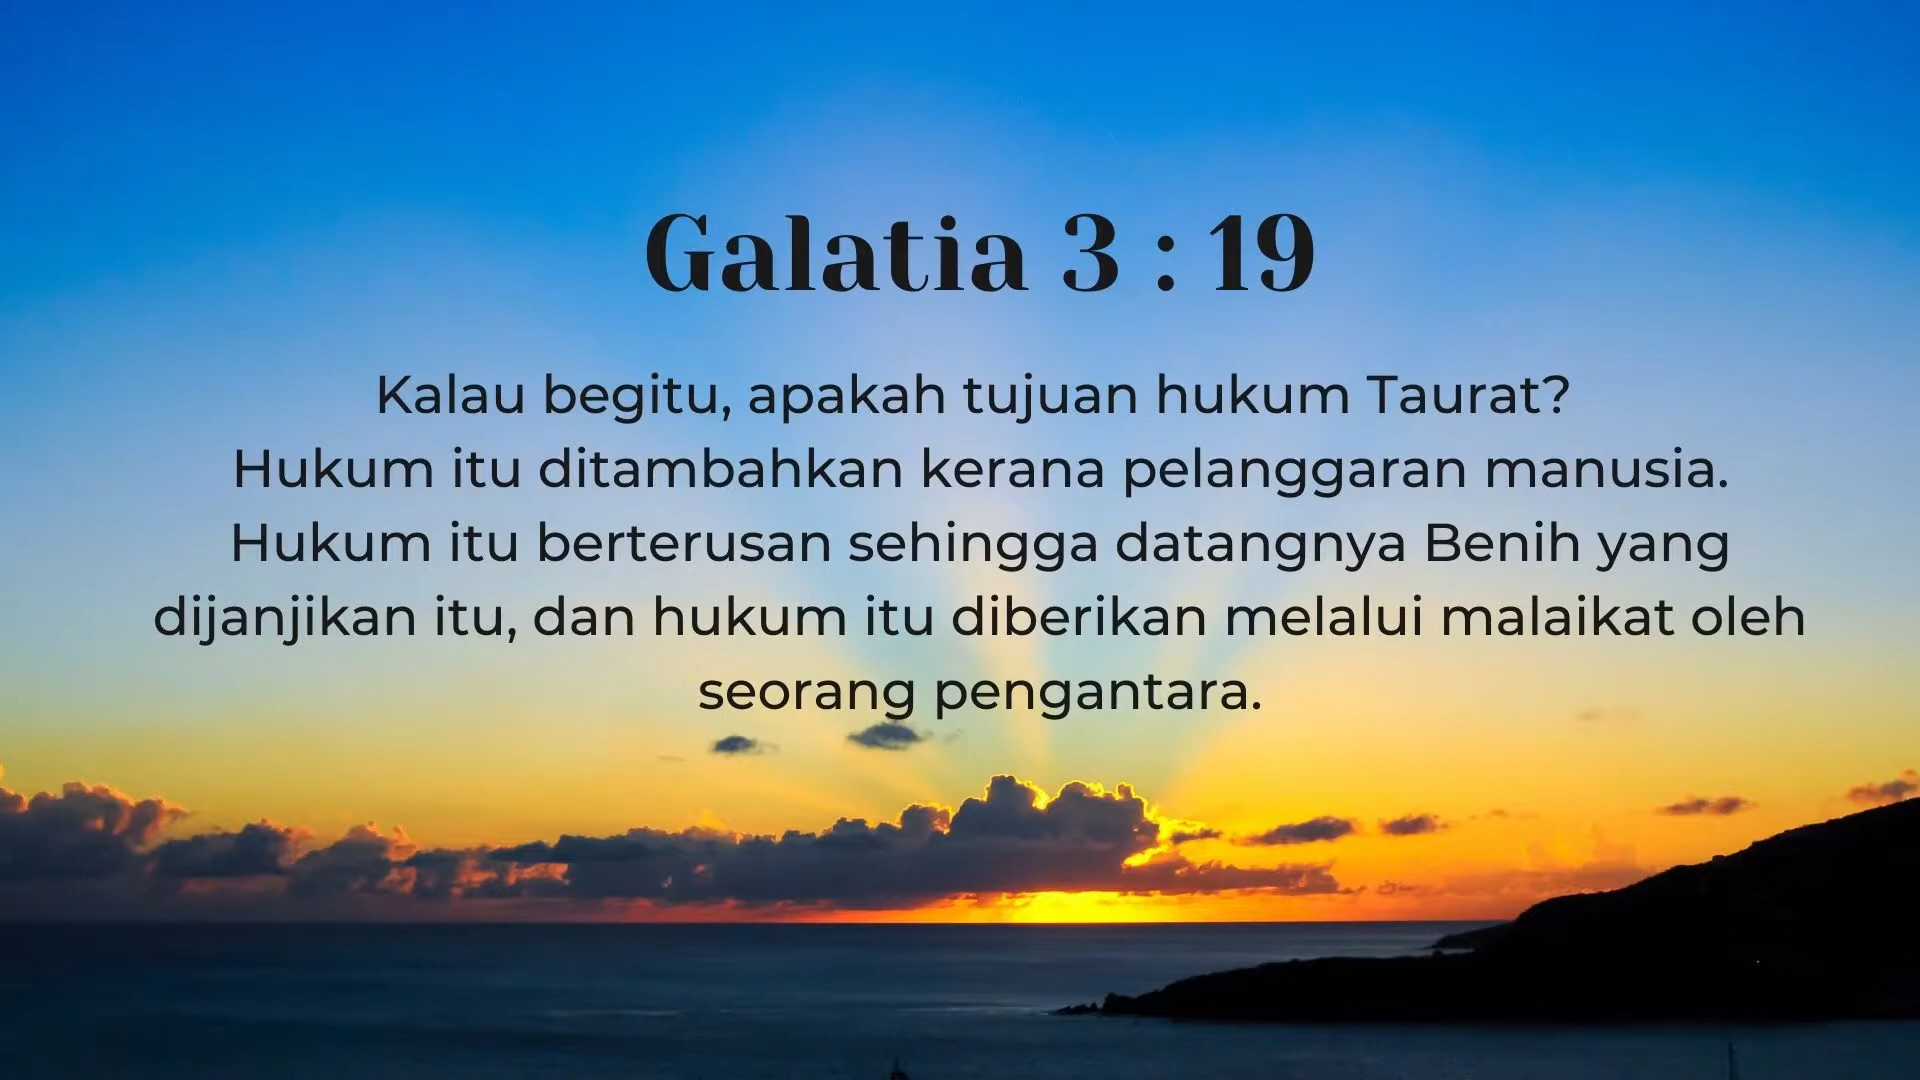 Galatia 3 : 19
Kalau begitu, apakah tujuan hukum Taurat?
Hukum itu ditambahkan kerana pelanggaran manusia.
Hukum itu berterusan sehingga datangnya Benih yang
dijanjikan itu, dan hukum itu diberikan melalui malaikat oleh
seorang pengantara.